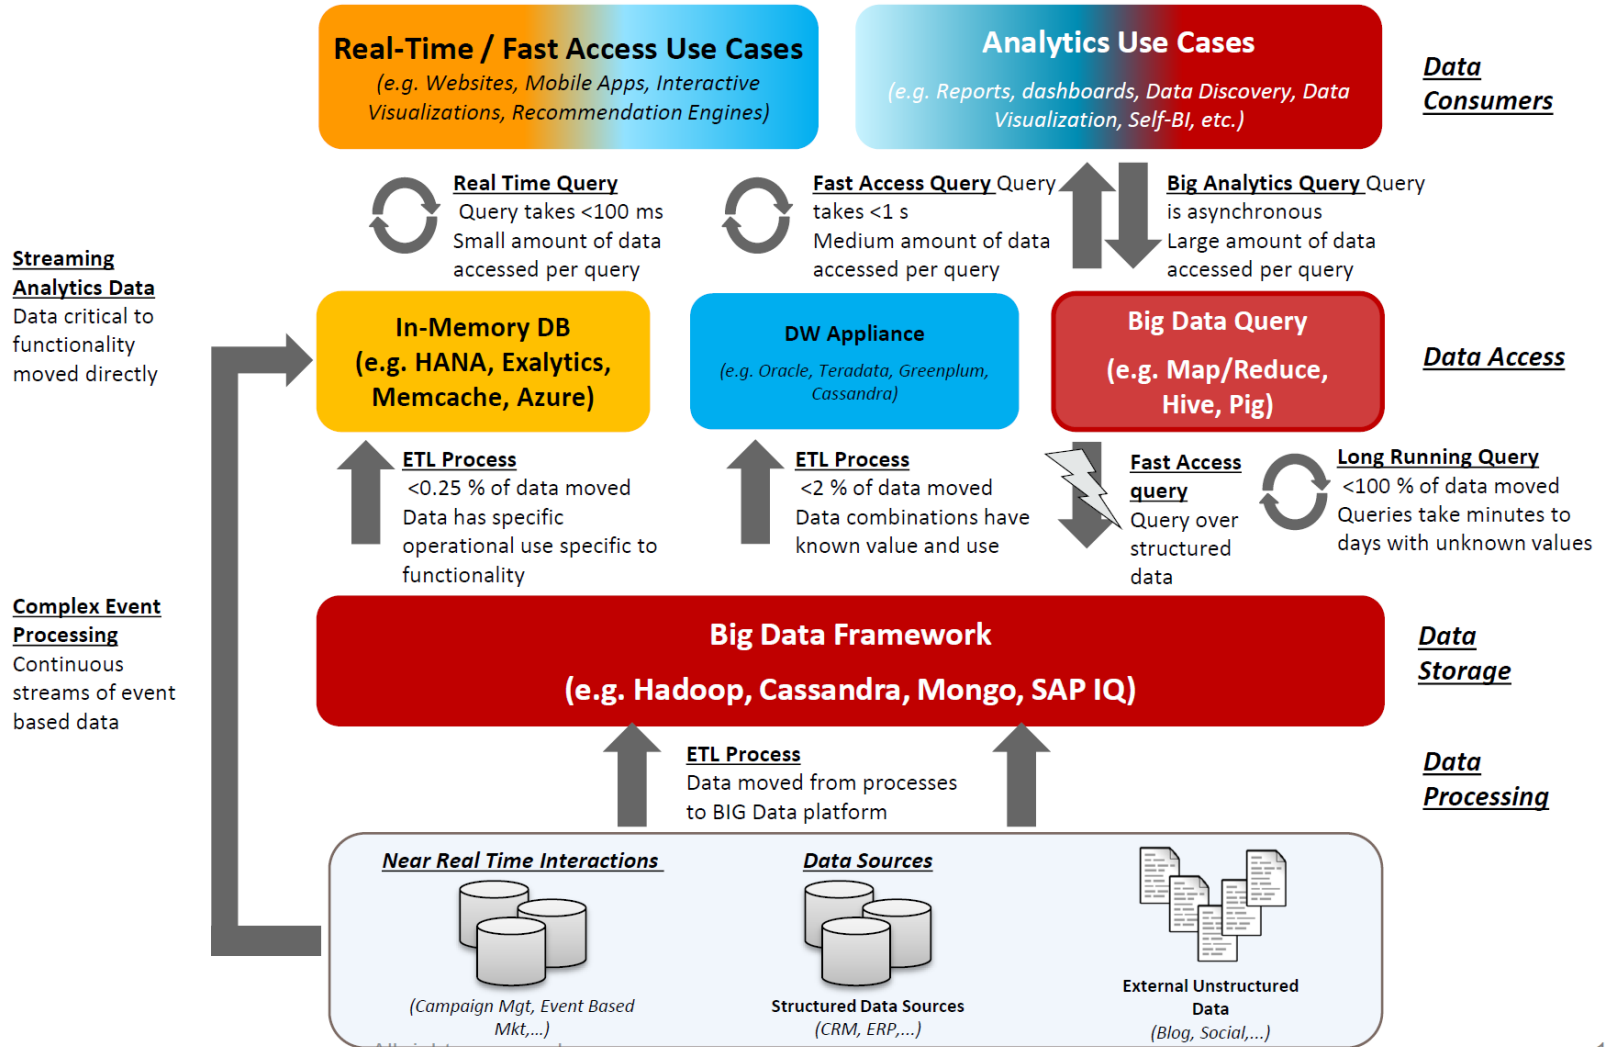 Real-Time / Fast Access Use Cases
(e.g. Websites, Mobile Apps, Interactive
Visualizations, Recommendation Engines)
Analytics Use Cases
(e.g. Reports, dashboards, Data Discovery, Data
Visualization, Self-BI, etc.)
Data
Consumers
Real Time Query
Query takes <100 ms
Small amount of data
accessed per query
Fast Access Query Query
takes <1 s
Medium amount of data
accessed per query
Big Analytics Query Query
is asynchronous
Large amount of data
accessed per query
Streaming
Analytics Data
Data critical to
functionality
moved directly
In-Memory DB
(e.g. HANA, Exalytics,
Memcache, Azure)
DW Appliance
(e.g. Oracle, Teradata, Greenplum,
Cassandra)
Big Data Query
(e.g. Map/Reduce,
Hive, Pig)
Data Access
ETL Process
<0.25 % of data moved
Data has specific
operational use specific to
functionality
ETL Process
<2 % of data moved
Data combinations have
known value and use
Fast Access
query
Query over
structured
data
Long Running Query
<100 % of data moved
Queries take minutes to
days with unknown values
Complex Event
Processing
Continuous
streams of event
based data
Big Data Framework
(e.g. Hadoop, Cassandra, Mongo, SAP IQ)
Data
Storage
ETL Process
Data moved from processes
to BIG Data platform
Data
Processing
Near Real Time Interactions
(Campaign Mgt, Event Based
Mkt,...)
Data Sources
Structured Data Sources
(CRM, ERP,...)
External Unstructured
Data
(Blog, Social,...)